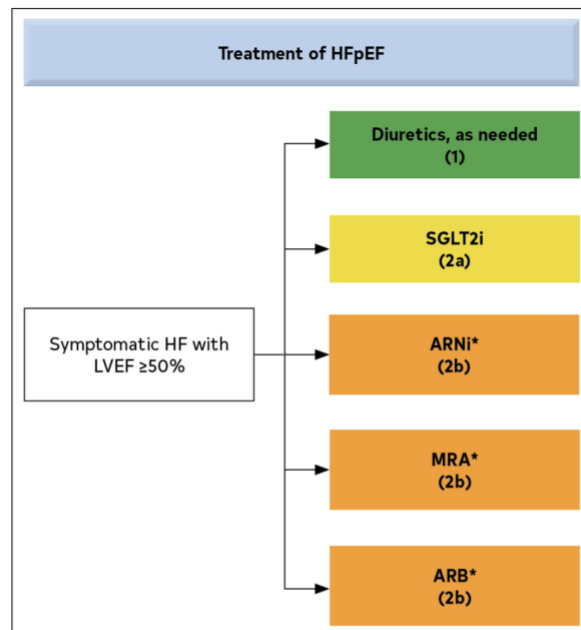 Treatment of HFpEF
Diuretics, as needed
(1)
SGLT2i
(2a)
Symptomatic HF with
LVEF ≥50%
ARNi*
(2b)
MRA*
(2b)
ARB*
(2b)